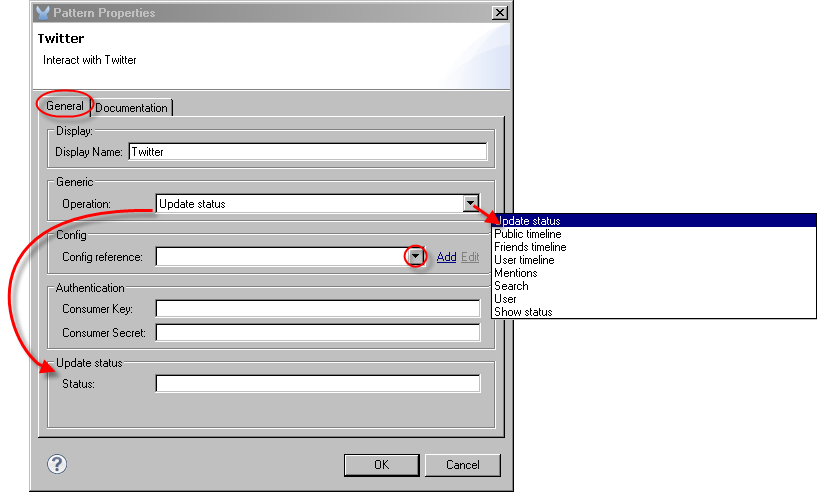 Pattern Properties
Twitter
Interact with Twitter
General
Documentation
Display:
Display Name: Twitter
Generic
Operation: Update status
Config
Config reference: Add Edit
Authentication
Consumer Key:
Consumer Secret:
Update status
Status:
OK
Cancel
Update status
Public timeline
Friends timeline
User timeline
Mentions
Search
User
Show status